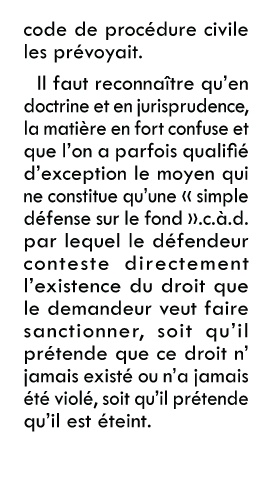 code de procédure civile
les prévoyait.
Il faut reconnaître qu’en
doctrine et en jurisprudence,
la matière en fort confuse et
que l’on a parfois qualifié
d’exception le moyen qui
ne constitue qu’une « simple
défense sur le fond ».c.à.d.
par lequel le défendeur
conteste directement
l’existence du droit que
le demandeur veut faire
sanctionner, soit qu’il
prétende que ce droit n’
jamais existé ou n’a jamais
été violé, soit qu’il prétende
qu’il est éteint.